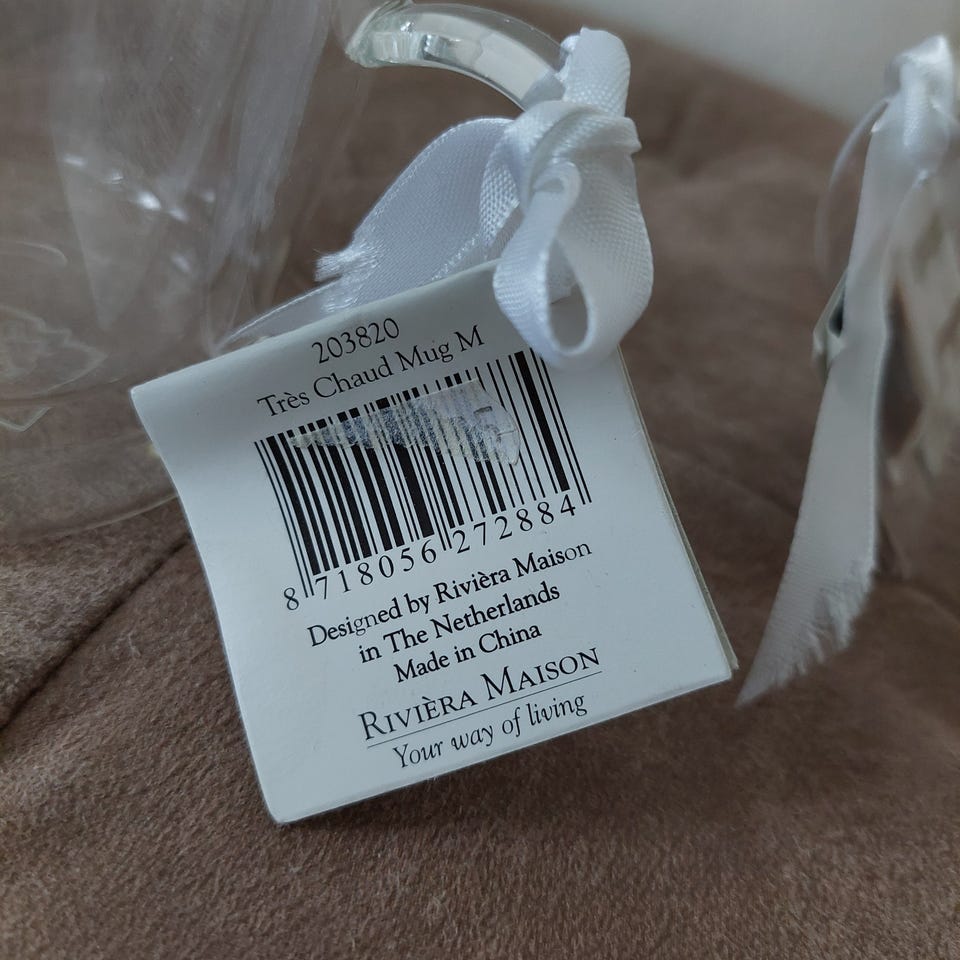 203820
Très Chaud Mug M
8 718056 272884
Designed by Rivièra Maison
in The Netherlands
Made in China
RIVIÈRA MAISON
Your way of living